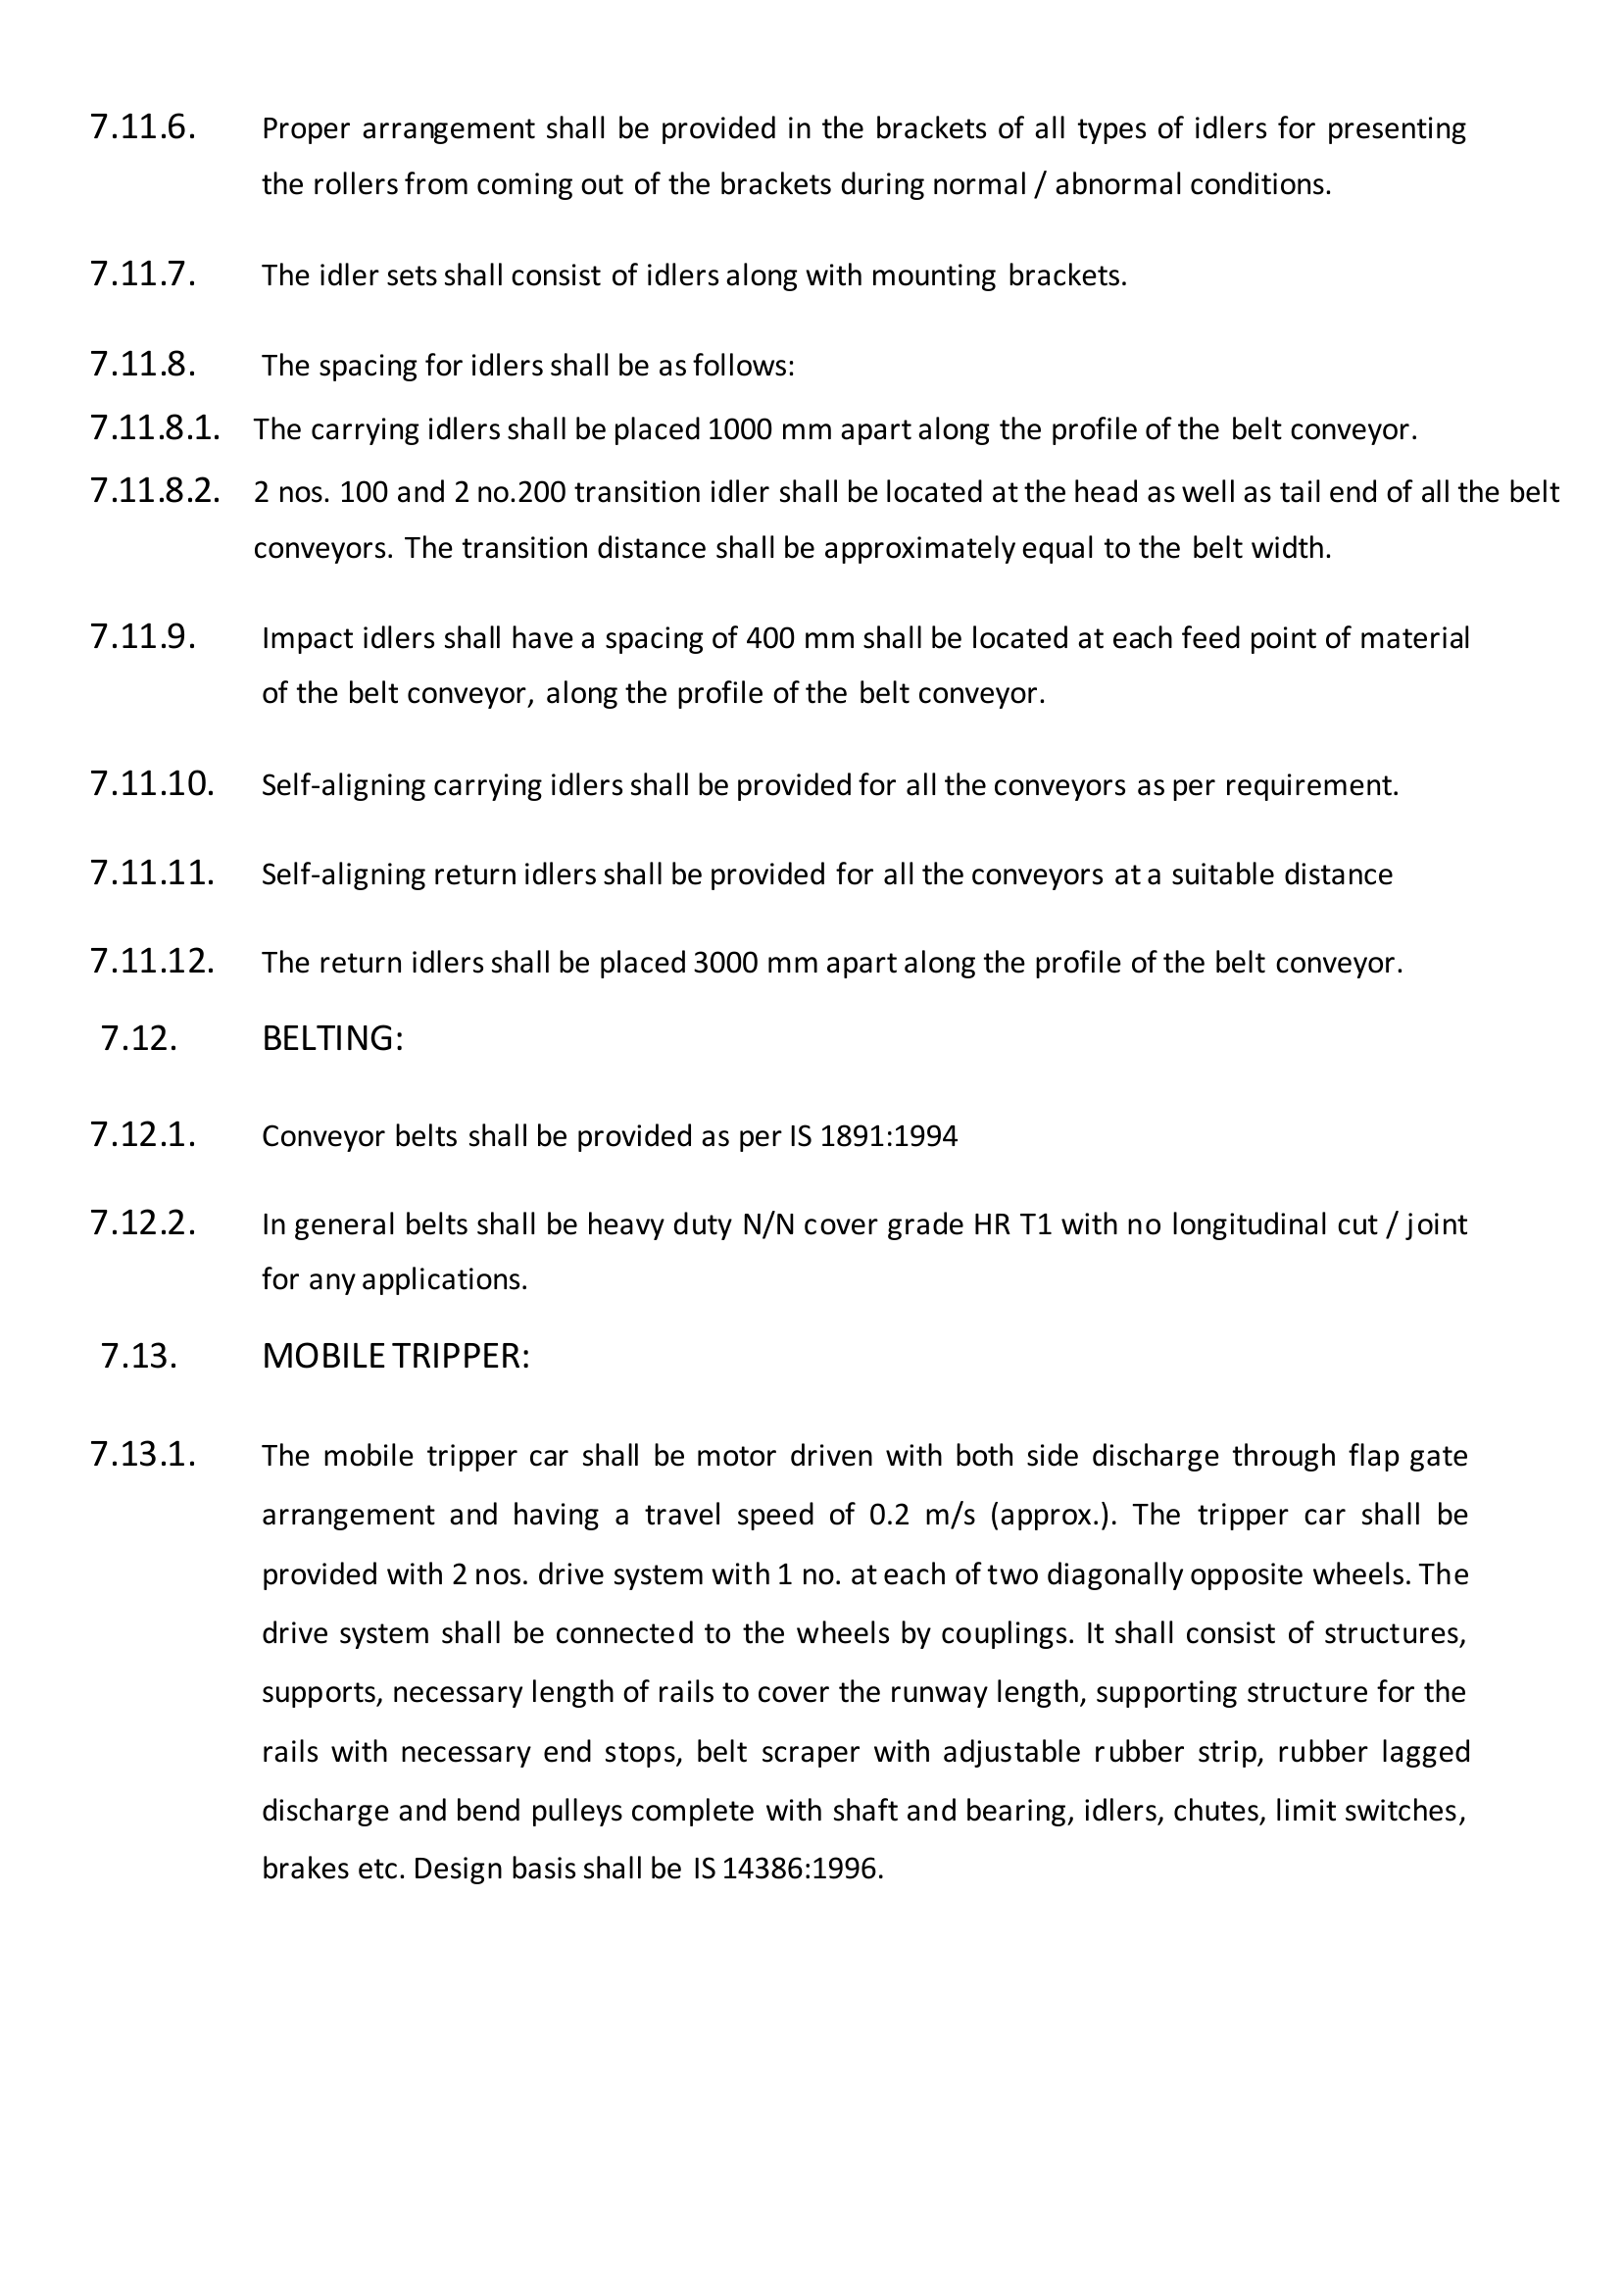 7.11.6. Proper arrangement shall be provided in the brackets of all types of idlers for presenting
the rollers from coming out of the brackets during normal / abnormal conditions.
7.11.7. The idler sets shall consist of idlers along with mounting brackets.
7.11.8. The spacing for idlers shall be as follows:
7.11.8.1. The carrying idlers shall be placed 1000 mm apart along the profile of the belt conveyor.
7.11.8.2. 2 nos. 100 and 2 no.200 transition idler shall be located at the head as well as tail end of all the belt
conveyors. The transition distance shall be approximately equal to the belt width.
7.11.9. Impact idlers shall have a spacing of 400 mm shall be located at each feed point of material
of the belt conveyor, along the profile of the belt conveyor.
7.11.10. Self-aligning carrying idlers shall be provided for all the conveyors as per requirement.
7.11.11. Self-aligning return idlers shall be provided for all the conveyors at a suitable distance
7.11.12. The return idlers shall be placed 3000 mm apart along the profile of the belt conveyor.
7.12. BELTING:
7.12.1. Conveyor belts shall be provided as per IS 1891:1994
7.12.2. In general belts shall be heavy duty N/N cover grade HR T1 with no longitudinal cut / joint
for any applications.
7.13. MOBILE TRIPPER:
7.13.1. The mobile tripper car shall be motor driven with both side discharge through flap gate
arrangement and having a travel speed of 0.2 m/s (approx.). The tripper car shall be
provided with 2 nos. drive system with 1 no. at each of two diagonally opposite wheels. The
drive system shall be connected to the wheels by couplings. It shall consist of structures,
supports, necessary length of rails to cover the runway length, supporting structure for the
rails with necessary end stops, belt scraper with adjustable rubber strip, rubber lagged
discharge and bend pulleys complete with shaft and bearing, idlers, chutes, limit switches,
brakes etc. Design basis shall be IS 14386:1996.